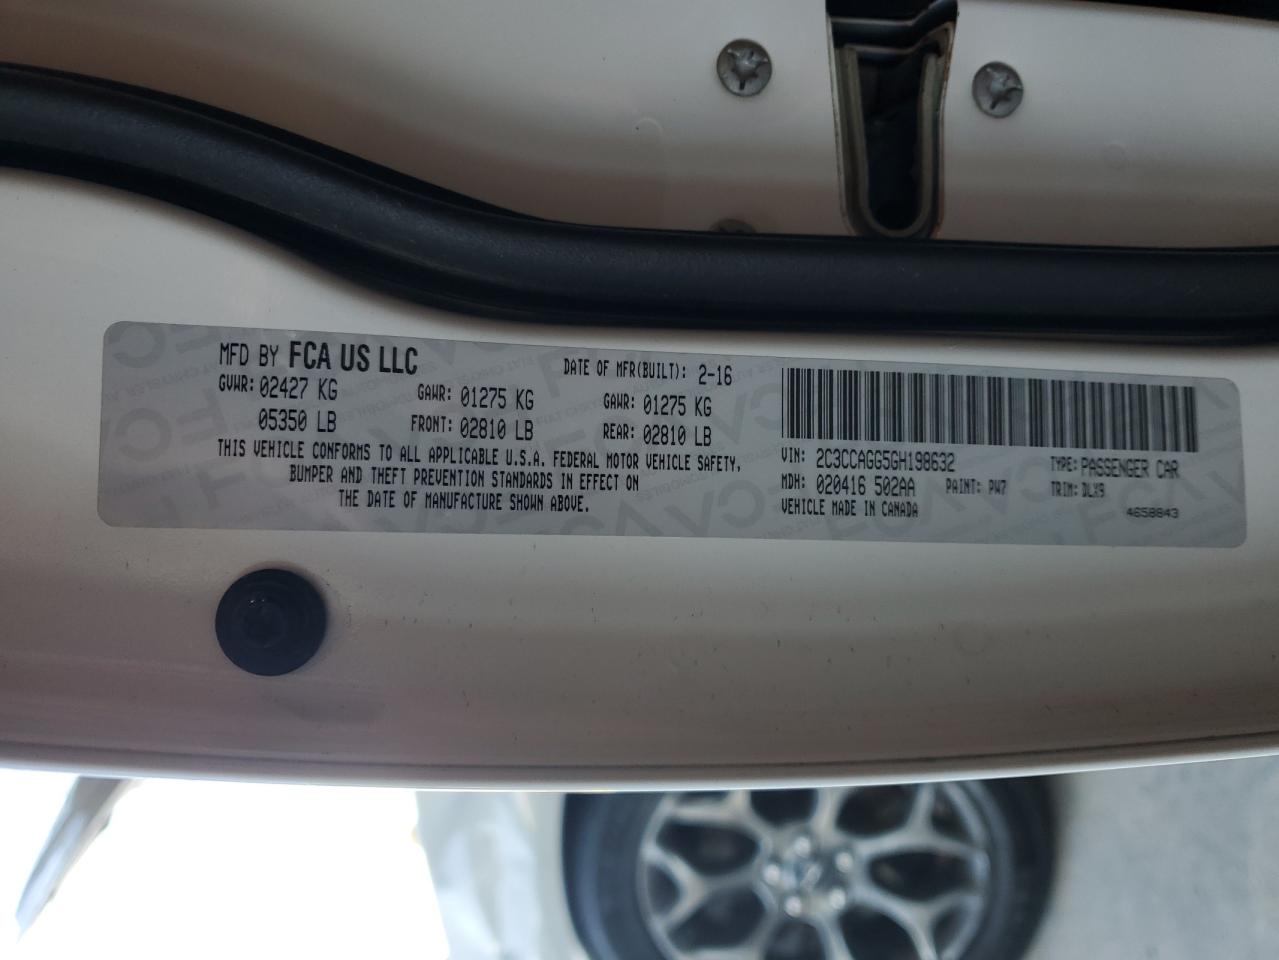 MFD BY FCA US LLC
DATE OF MFR(BUILT): 2-16
GVWR: 02427 KG GAWR: 01275 KG GAWR: 01275 KG
05350 LB FRONT: 02810 LB REAR: 02810 LB
THIS VEHICLE CONFORMS TO ALL APPLICABLE U.S.A. FEDERAL MOTOR VEHICLE SAFETY,
BUMPER AND THEFT PREVENTION STANDARDS IN EFFECT ON
THE DATE OF MANUFACTURE SHOWN ABOVE.
VIN: 2C3CCAGG5GH198632 TYPE: PASSENGER CAR
MDH: 020416 502AA PAINT: PW7 TRIM: DLX9
VEHICLE MADE IN CANADA 4658843